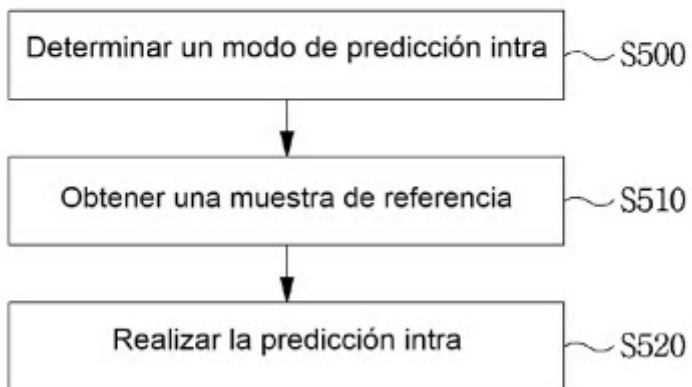 Determinar un modo de predicción intra S500
Obtener una muestra de referencia S510
Realizar la predicción intra S520